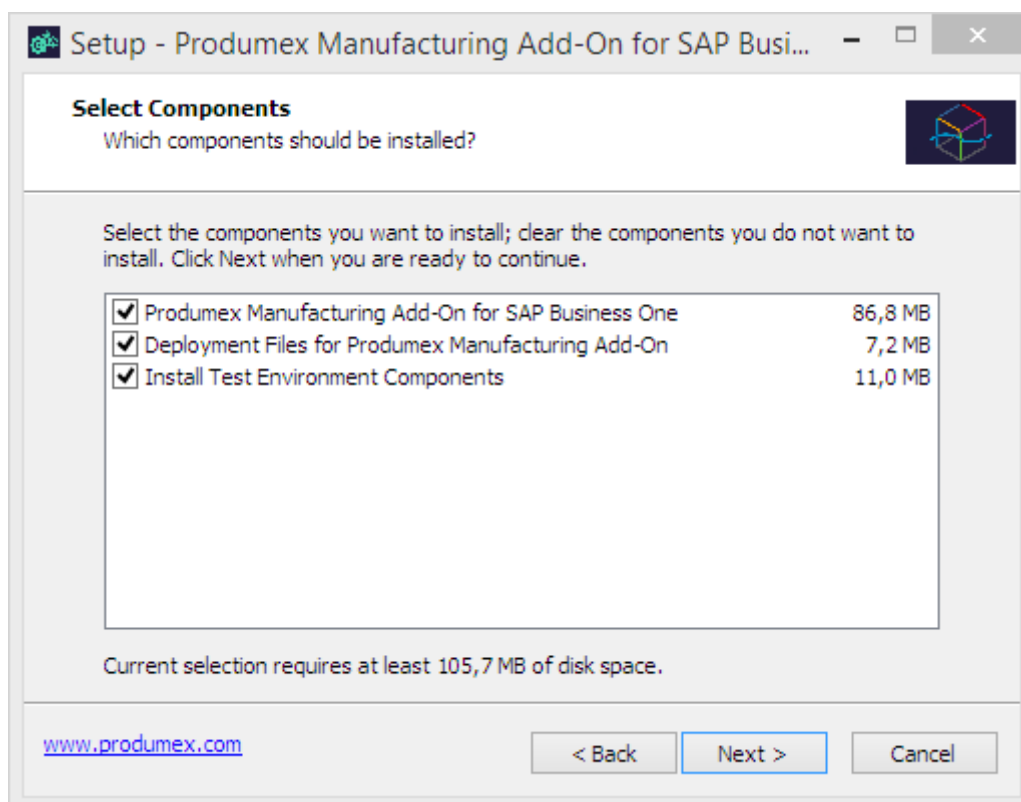 Setup - Produmex Manufacturing Add-On for SAP Busi...
Select Components
Which components should be installed?
Select the components you want to install; clear the components you do not want to
install. Click Next when you are ready to continue.
Produmex Manufacturing Add-On for SAP Business One 86,8 MB
Deployment Files for Produmex Manufacturing Add-On 7,2 MB
Install Test Environment Components 11,0 MB
Current selection requires at least 105,7 MB of disk space.
www.produmex.com < Back Next > Cancel